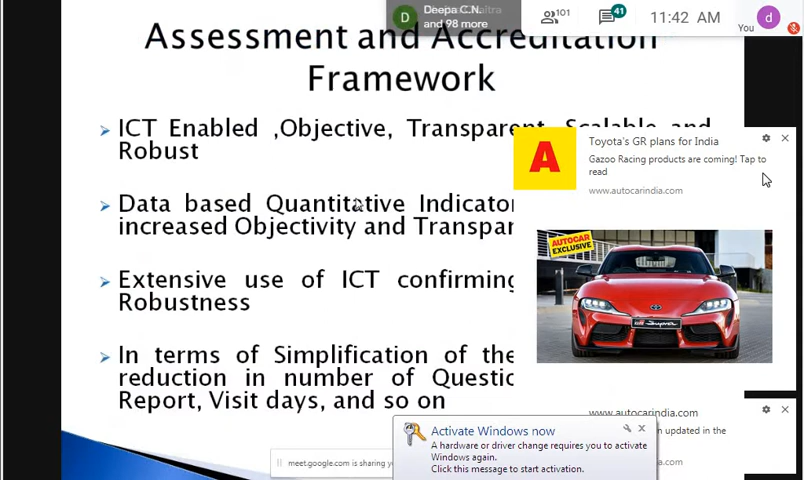 Deepa C.N.
D
and 98 more
101
41
11:42 AM
You
d
Assessment and Accreditation
Framework
ICT Enabled ,Objective, Transparent, Scalable and
Robust
Data based Quantitative Indicator
increased Objectivity and Transpar
Extensive use of ICT confirming
Robustness
In terms of Simplification of the
reduction in number of Questio
Report, Visit days, and so on
A
Toyota's GR plans for India
Gazoo Racing products are coming! Tap to
read
www.autocarindia.com
AUTOCAR
EXCLUSIVE
GR Supra
www.autocarindia.com
n updated in the
Activate Windows now
A hardware or driver change requires you to activate
Windows again.
Click this message to start activation.
meet.google.com is sharing yo